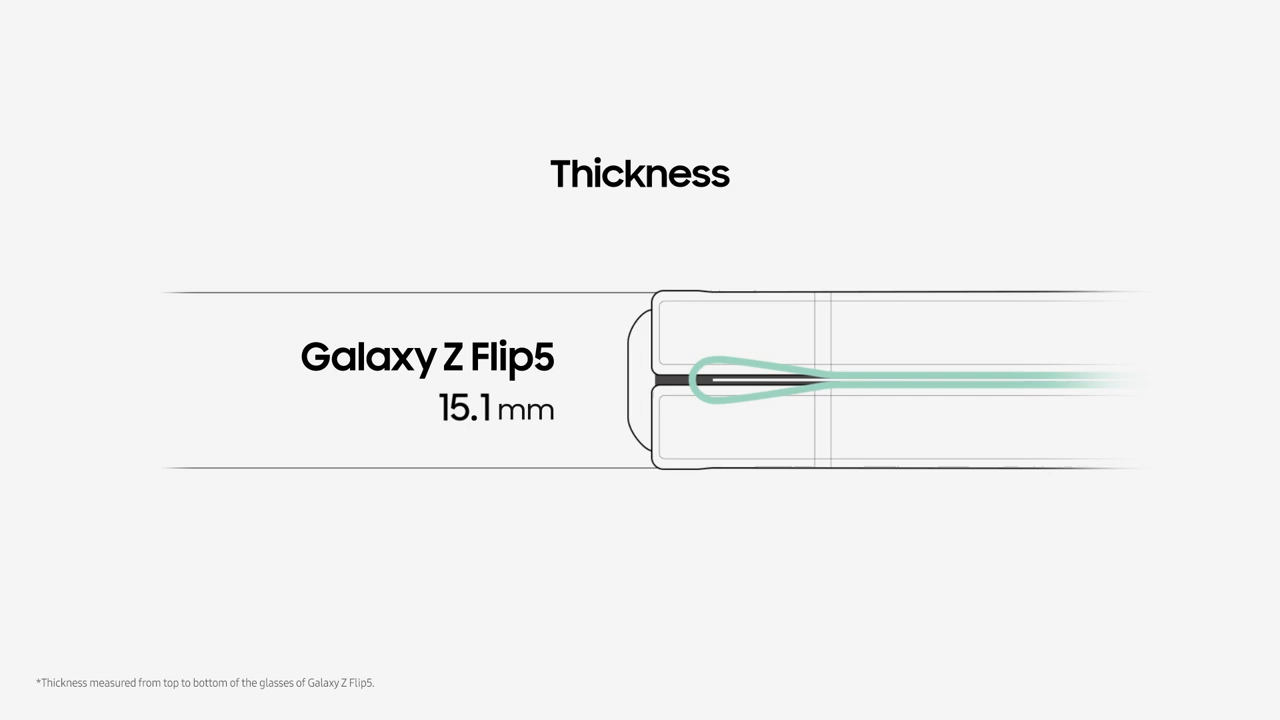 Thickness
Galaxy Z Flip5
15.1 mm
*Thickness measured from top to bottom of the glasses of Galaxy Z Flip5.